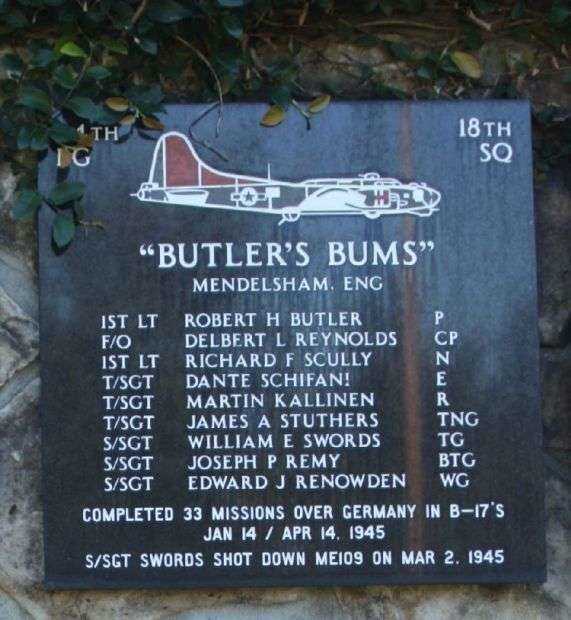 18TH
SQ
"BUTLER'S BUMS"
MENDELSHAM, ENG
1ST LT ROBERT H BUTLER P
F/O DELBERT L REYNOLDS CP
1ST LT RICHARD F SCULLY N
T/SGT DANTE SCHIFANI E
T/SGT MARTIN KALLINEN R
T/SGT JAMES A STUTHERS TNG
S/SGT WILLIAM E SWORDS TG
S/SGT JOSEPH P REMY BTG
S/SGT EDWARD J RENOWDEN WG
COMPLETED 33 MISSIONS OVER GERMANY IN B-17'S
JAN 14 / APR 14, 1945
S/SGT SWORDS SHOT DOWN ME109 ON MAR 2, 1945